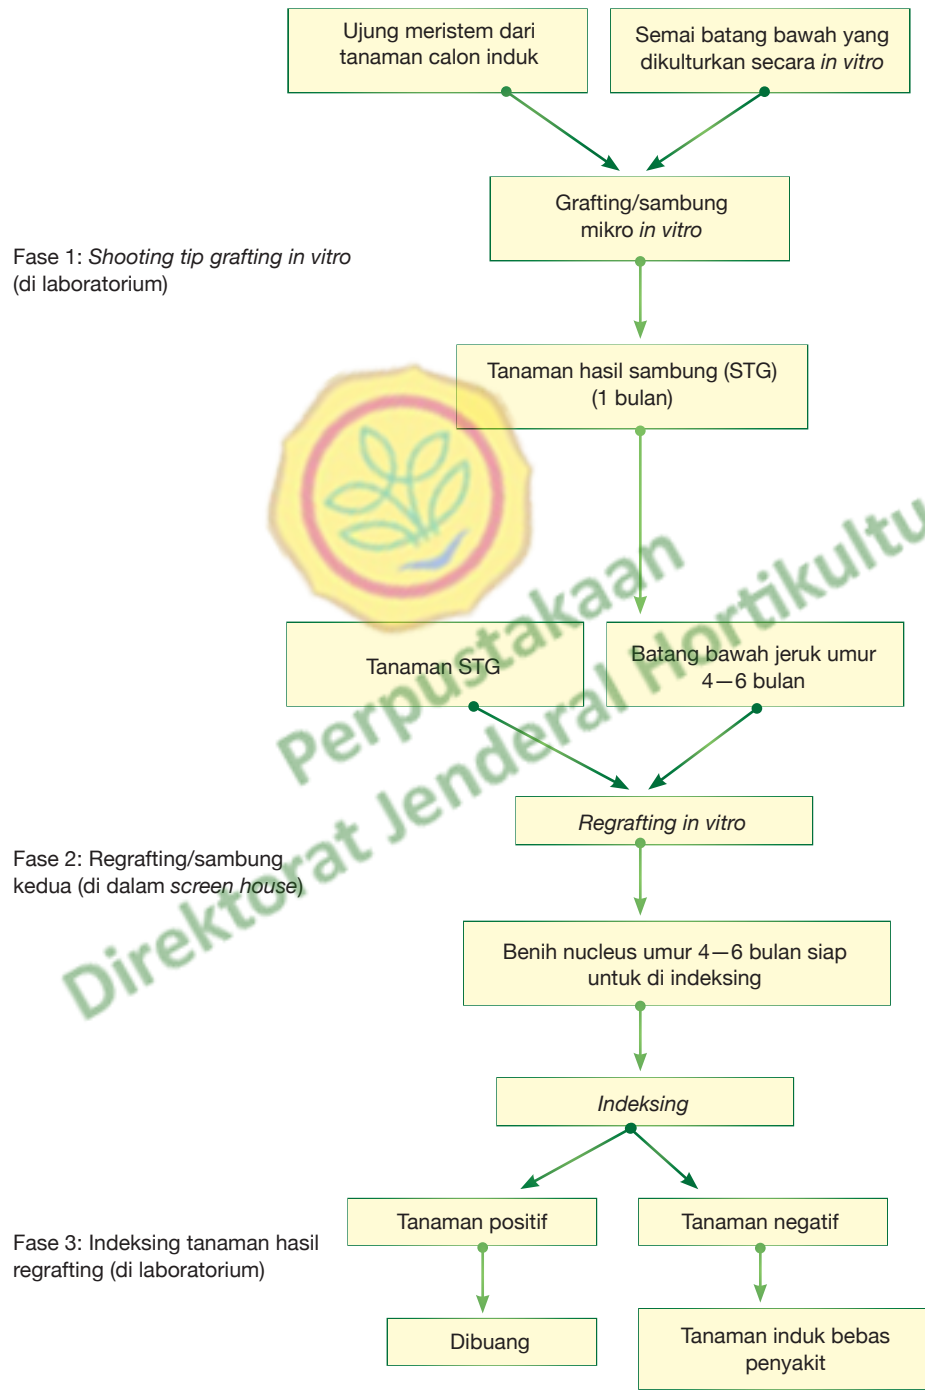 Ujung meristem dari
tanaman calon induk
Semai batang bawah yang
dikulturkan secara in vitro
Grafting/sambung
mikro in vitro
Fase 1: Shooting tip grafting in vitro
(di laboratorium)
Tanaman hasil sambung (STG)
(1 bulan)
Tanaman STG
Batang bawah jeruk umur
4—6 bulan
Perpustakaan
Direktorat Jenderal Hortikultu
Regrafting in vitro
Fase 2: Regrafting/sambung
kedua (di dalam screen house)
Benih nucleus umur 4—6 bulan siap
untuk di indeksing
Indeksing
Tanaman positif
Tanaman negatif
Fase 3: Indeksing tanaman hasil
regrafting (di laboratorium)
Dibuang
Tanaman induk bebas
penyakit